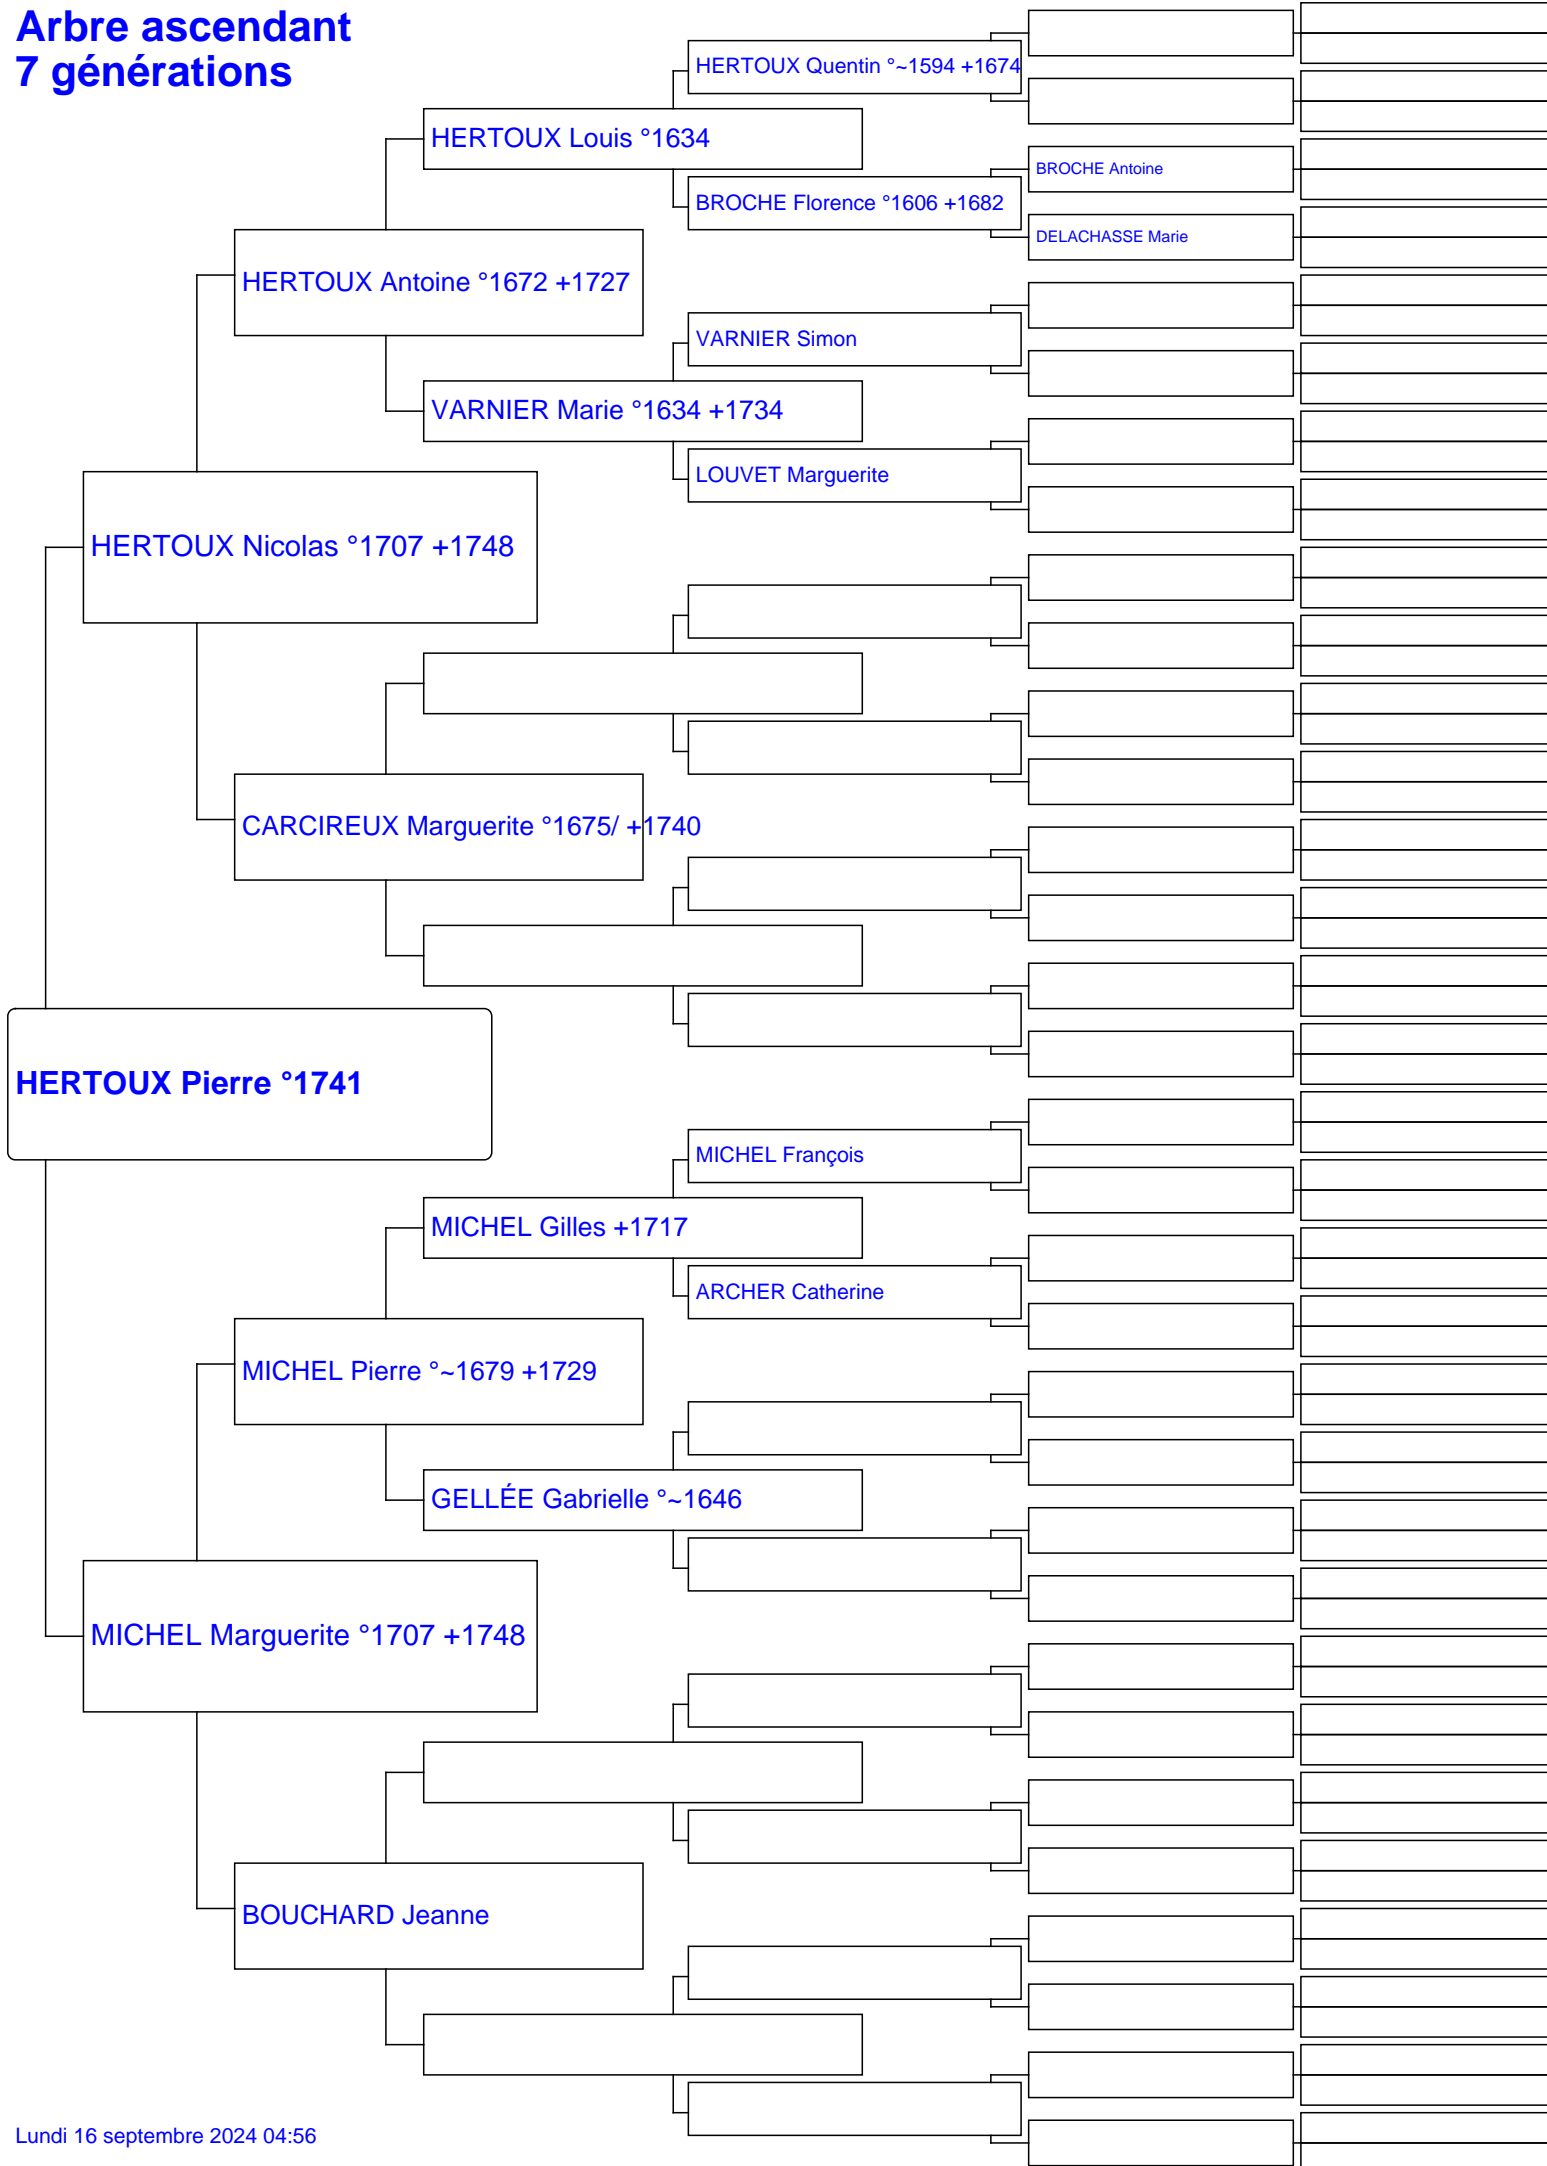 Arbre ascendant
7 générations
HERTOUX Quentin °~1594 +1674
HERTOUX Louis °1634
BROCHE Antoine
BROCHE Florence °1606 +1682
DELACHASSE Marie
HERTOUX Antoine °1672 +1727
VARNIER Simon
VARNIER Marie °1634 +1734
LOUVET Marguerite
HERTOUX Nicolas °1707 +1748
CARCIREUX Marguerite °1675/ +1740
HERTOUX Pierre °1741
MICHEL François
MICHEL Gilles +1717
ARCHER Catherine
MICHEL Pierre °~1679 +1729
GELLÉE Gabrielle °~1646
MICHEL Marguerite °1707 +1748
BOUCHARD Jeanne
Lundi 16 septembre 2024 04:56